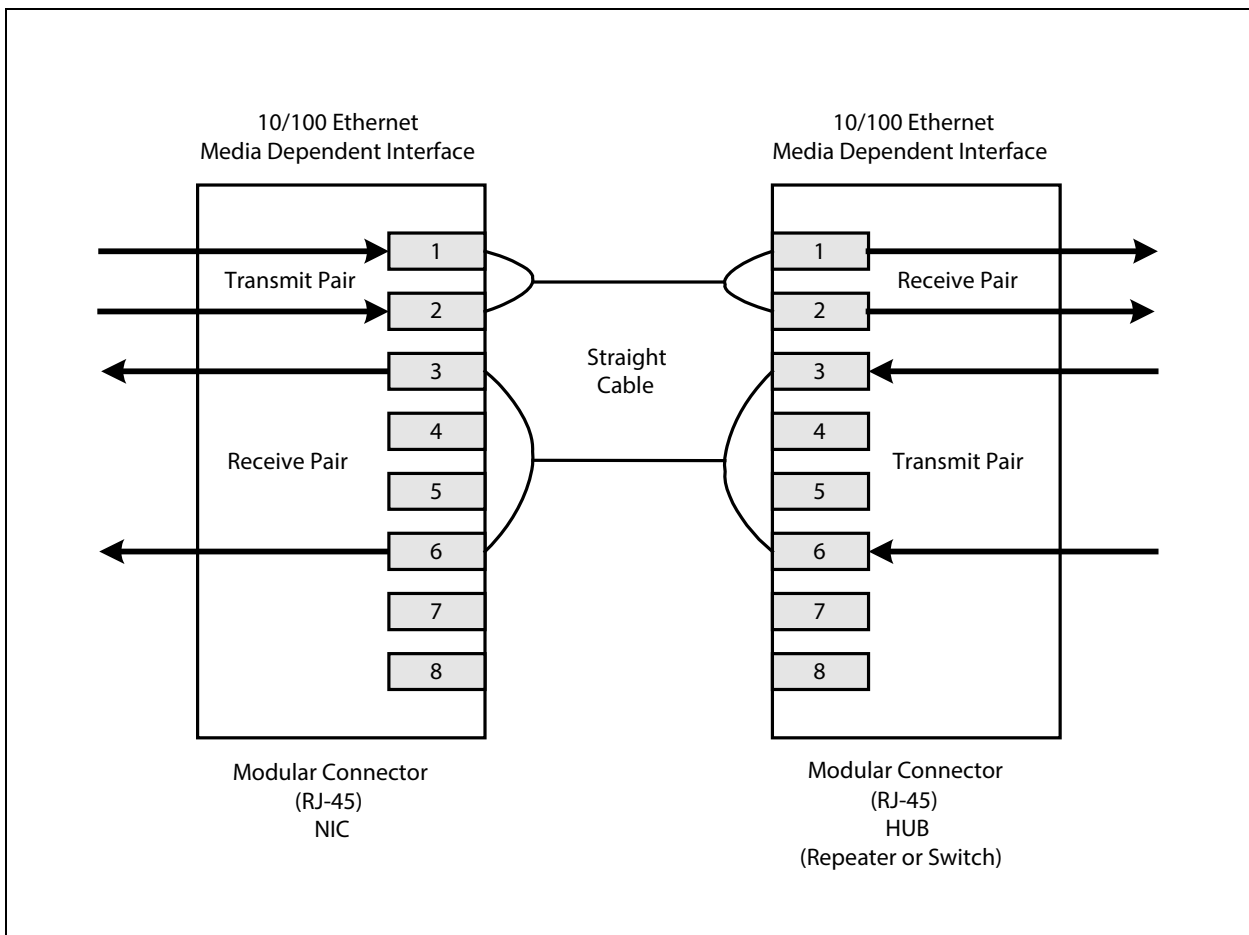 10/100 Ethernet
Media Dependent Interface
10/100 Ethernet
Media Dependent Interface
1
1
Transmit Pair
Receive Pair
2
2
3
3
Straight
Cable
4
4
Receive Pair
Transmit Pair
5
5
6
6
7
7
8
8
Modular Connector
(RJ-45)
NIC
Modular Connector
(RJ-45)
HUB
(Repeater or Switch)